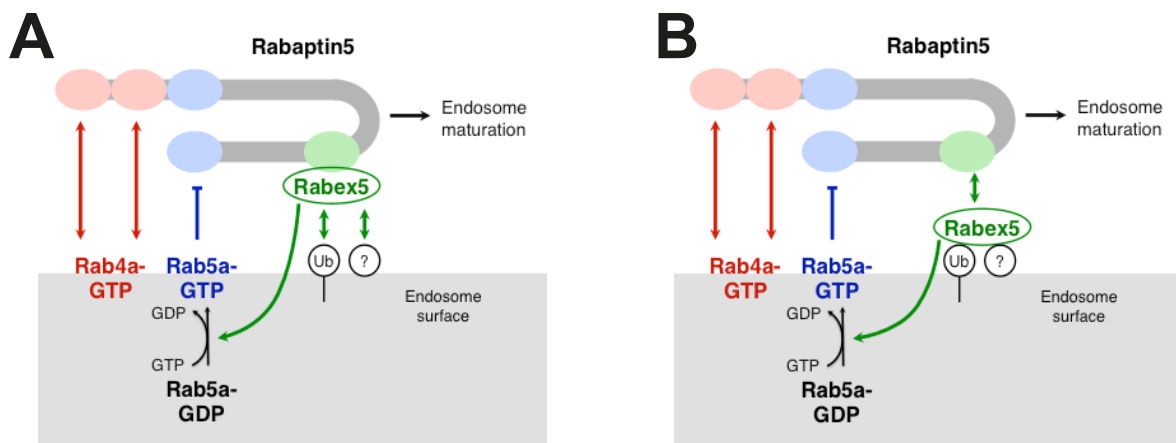 A
Rabaptin5
Endosome
maturation
Rabex5
Ub
?
Rab4a-
GTP
Rab5a-
GTP
Endosome
surface
GDP
GTP
Rab5a-
GDP
B
Rabaptin5
Endosome
maturation
Rabex5
Ub
?
Rab4a-
GTP
Rab5a-
GTP
Endosome
surface
GDP
GTP
Rab5a-
GDP